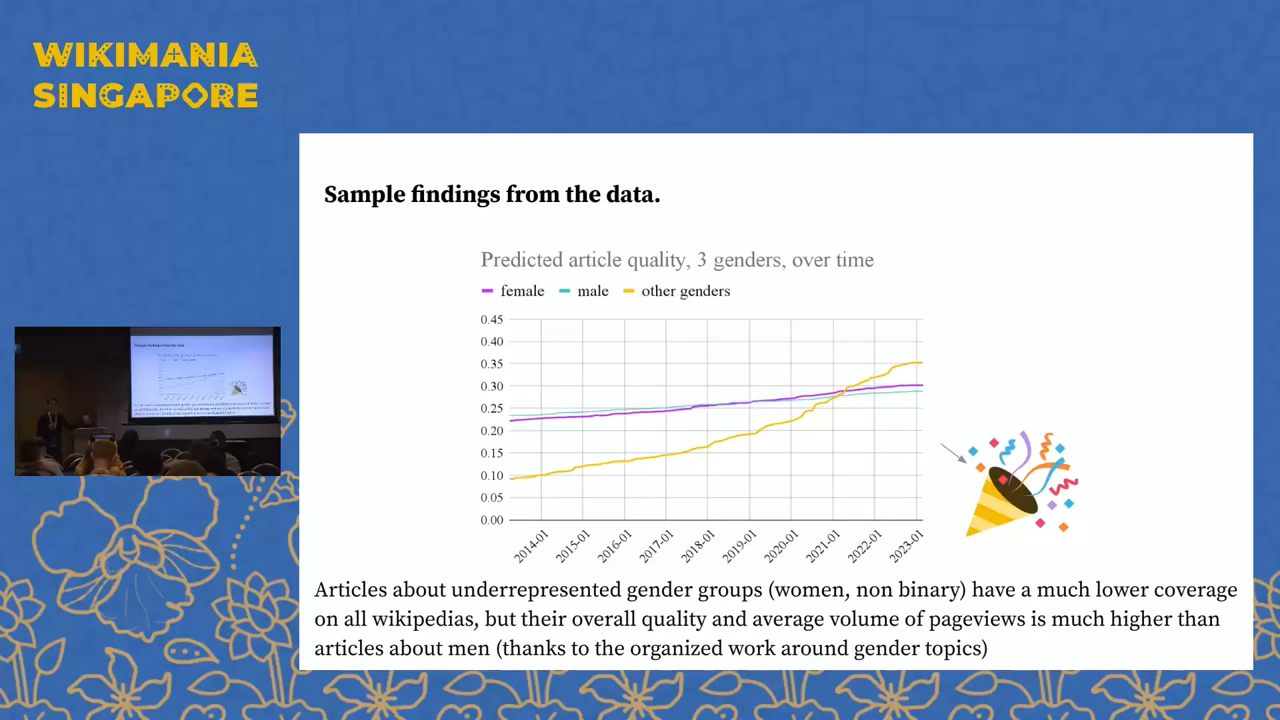 WIKIMANIA
SINGAPORE
Sample findings from the data.
Predicted article quality, 3 genders, over time
female male other genders
0.45
0.40
0.35
0.30
0.25
0.20
0.15
0.10
0.05
0.00
2014-01 2015-01 2016-01 2017-01 2018-01 2019-01 2020-01 2021-01 2022-01 2023-01
Articles about underrepresented gender groups (women, non binary) have a much lower coverage
on all wikipedias, but their overall quality and average volume of pageviews is much higher than
articles about men (thanks to the organized work around gender topics)
Sample findings from the data